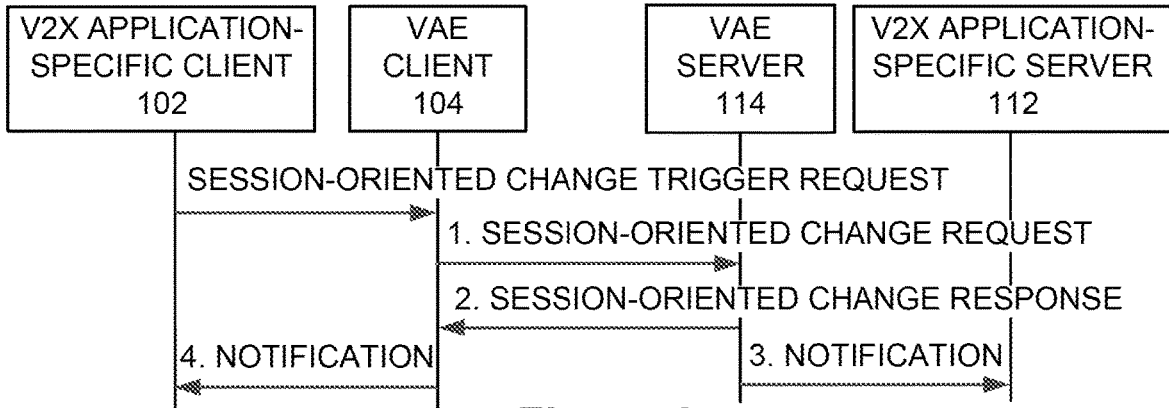 V2X APPLICATION-
SPECIFIC CLIENT
102
VAE
CLIENT
104
VAE
SERVER
114
V2X APPLICATION-
SPECIFIC SERVER
112
SESSION-ORIENTED CHANGE TRIGGER REQUEST
1. SESSION-ORIENTED CHANGE REQUEST
2. SESSION-ORIENTED CHANGE RESPONSE
4. NOTIFICATION
3. NOTIFICATION